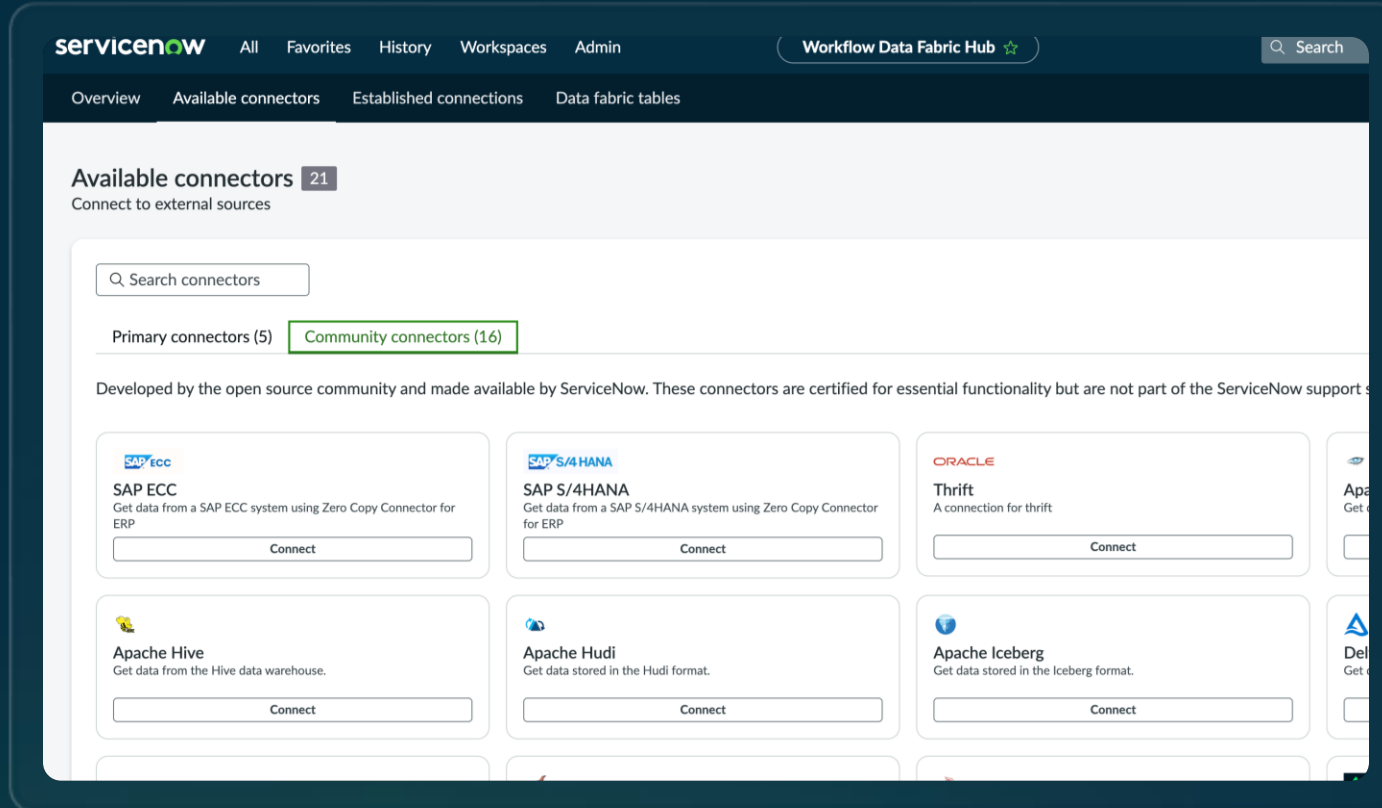 servicenow All Favorites History Workspaces Admin Workflow Data Fabric Hub Search
Overview Available connectors Established connections Data fabric tables
Available connectors 21
Connect to external sources
Search connectors
Primary connectors (5) Community connectors (16)
Developed by the open source community and made available by ServiceNow. These connectors are certified for essential functionality but are not part of the ServiceNow support
SAP ECC
SAP ECC
Get data from a SAP ECC system using Zero Copy Connector for
ERP
Connect
SAP S/4 HANA
SAP S/4HANA
Get data from a SAP S/4HANA system using Zero Copy Connector
for ERP
Connect
ORACLE
Thrift
A connection for thrift
Connect
Get
Apache Hive
Get data from the Hive data warehouse.
Connect
Apache Hudi
Get data stored in the Hudi format.
Connect
Apache Iceberg
Get data stored in the Iceberg format.
Connect
Get